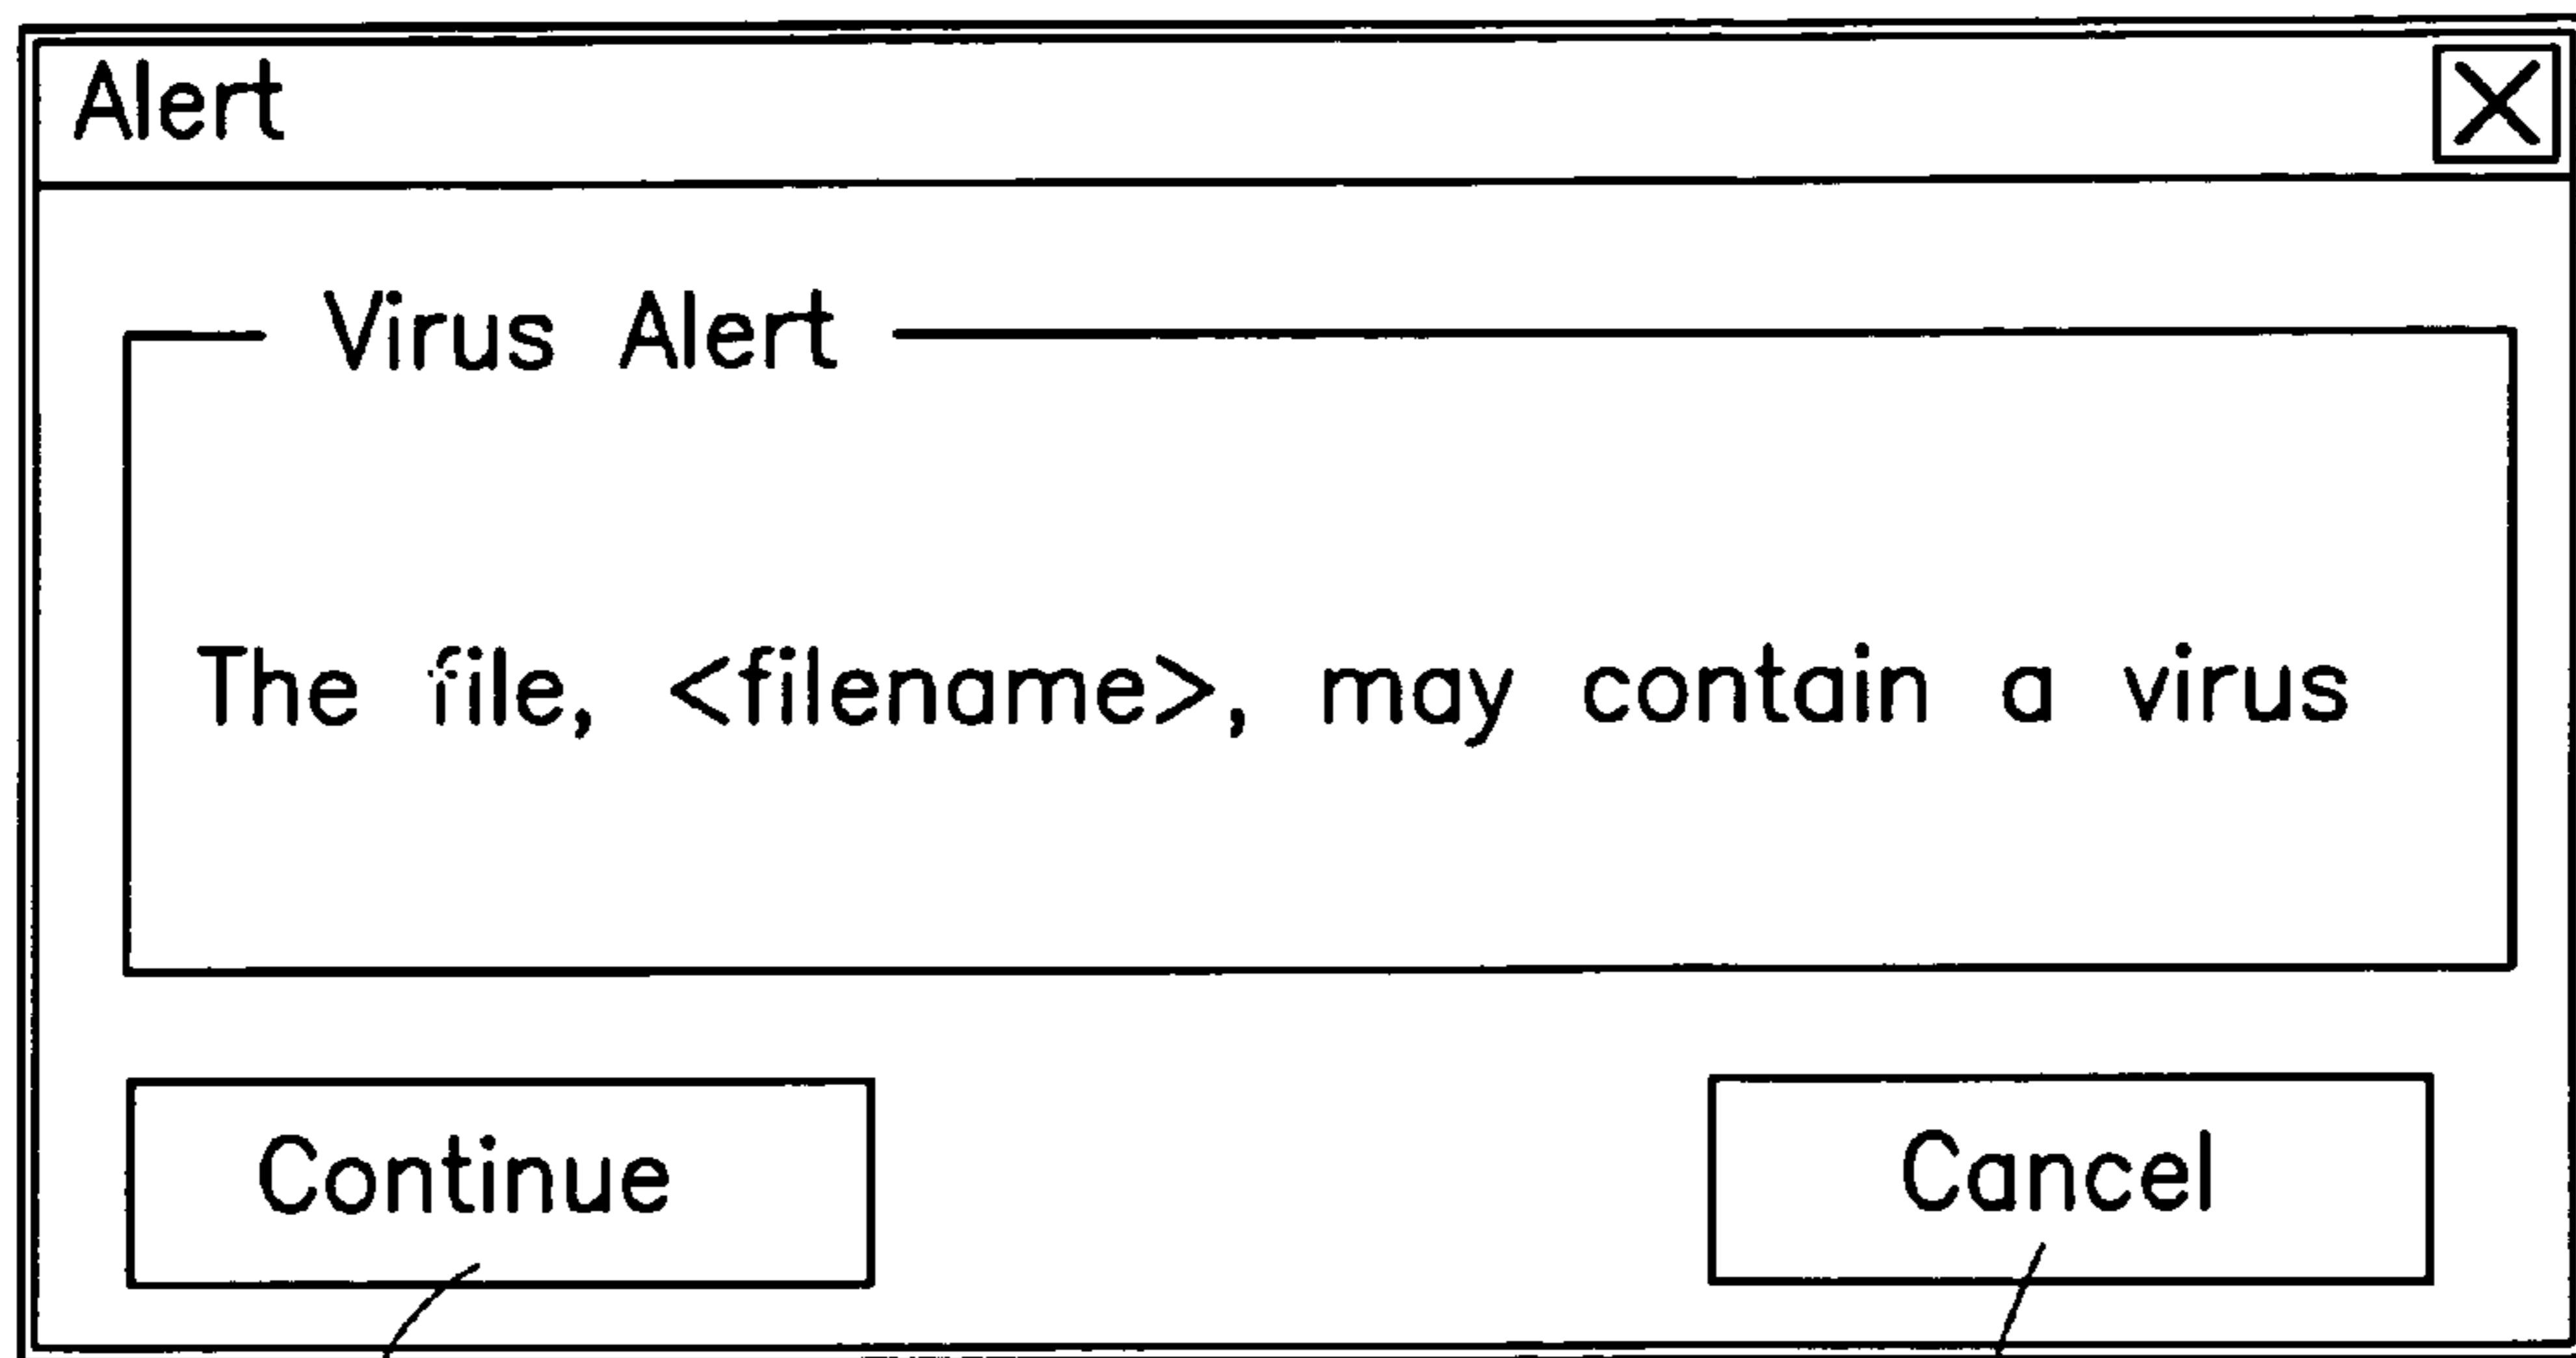 Alert
Virus Alert
The file, <filename>, may contain a virus
Continue
Cancel